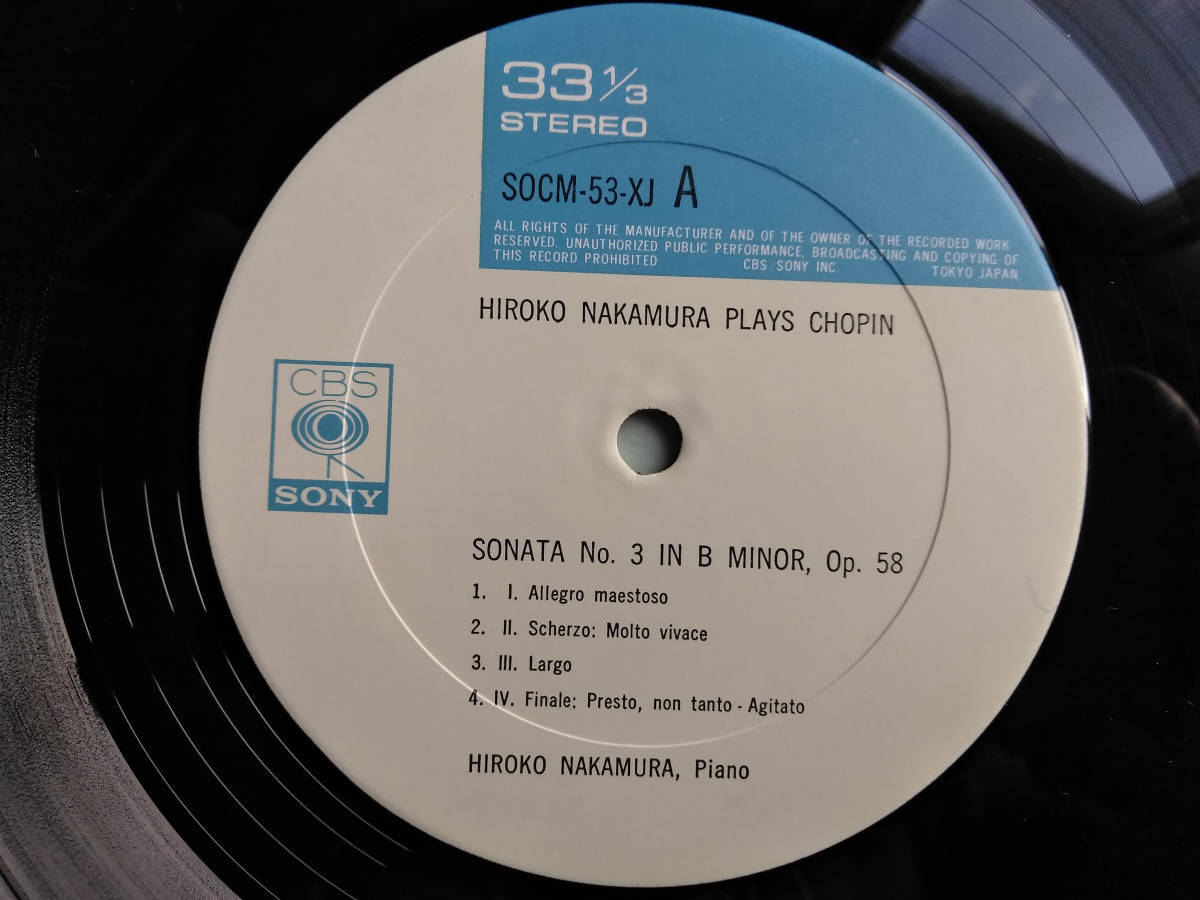 33 1/3
STEREO
SOCM-53-XJ A
ALL RIGHTS OF THE MANUFACTURER AND OF THE OWNER OF THE RECORDED WORK
RESERVED. UNAUTHORIZED PUBLIC PERFORMANCE, BROADCASTING AND COPYING OF
THIS RECORD PROHIBITED. CBS/SONY INC. TOKYO JAPAN.
HIROKO NAKAMURA PLAYS CHOPIN
CBS
SONY
SONATA No. 3 IN B MINOR, Op. 58
1. I. Allegro maestoso
2. II. Scherzo: Molto vivace
3. III. Largo
4. IV. Finale: Presto, non tanto - Agitato
HIROKO NAKAMURA, Piano